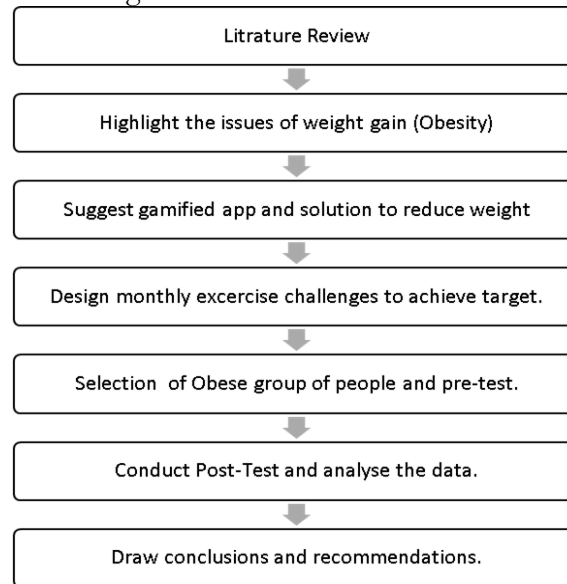 Litrature Review
Highlight the issues of weight gain (Obesity)
Suggest gamified app and solution to reduce weight
Design monthly excercise challenges to achieve target.
Selection of Obese group of people and pre-test.
Conduct Post-Test and analyse the data.
Draw conclusions and recommendations.